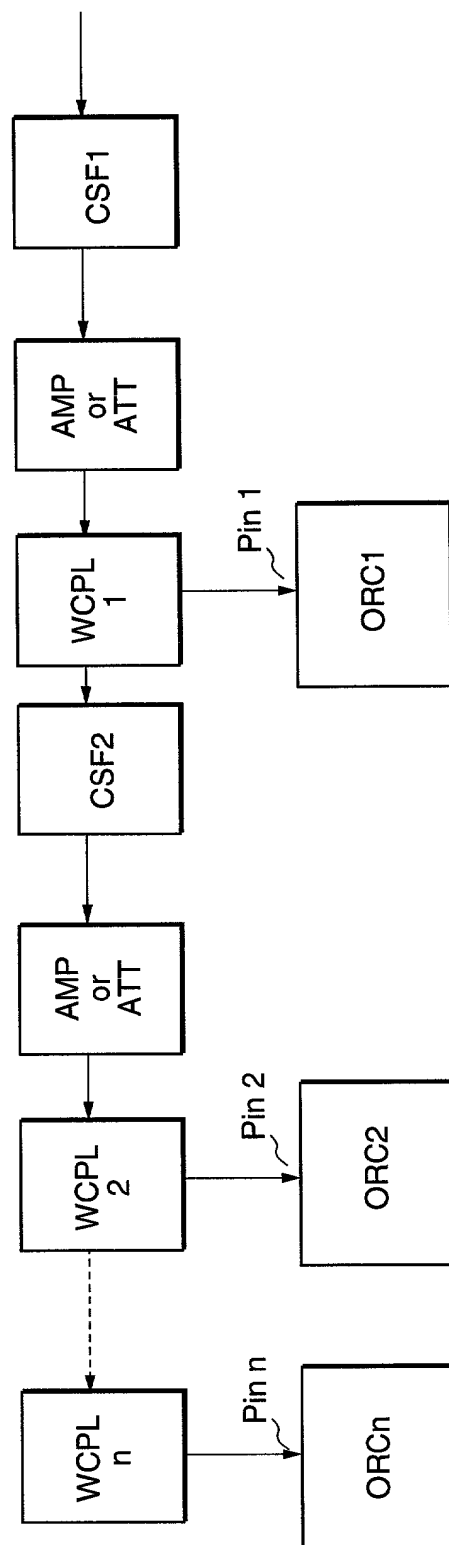 WCPL
n
WCPL
2
AMP
or
ATT
CSF2
WCPL
1
AMP
or
ATT
CSF1
Pin n
Pin 2
Pin 1
ORCn
ORC2
ORC1